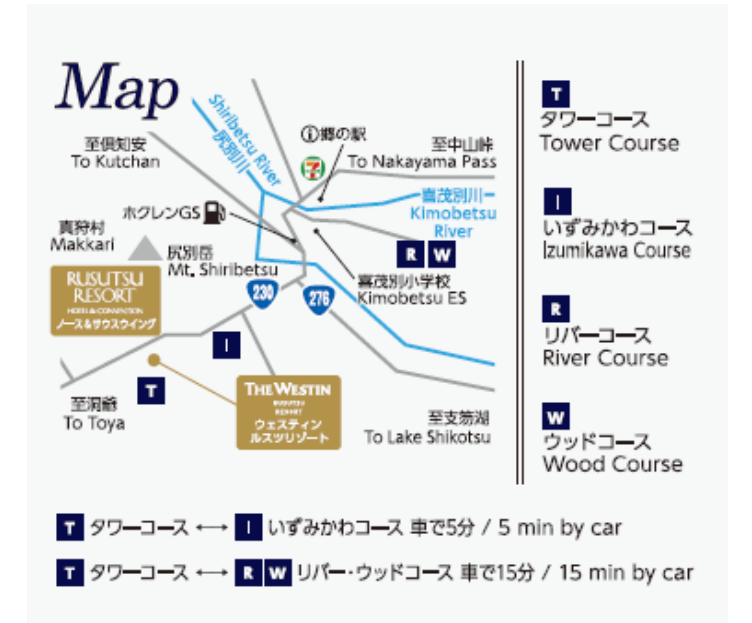 Map
Shiribetsu River
尻別川
至倶知安
To Kutchan
ⓘ郷の駅
7
至中山峠
To Nakayama Pass
喜茂別川
Kimobetsu
River
ホクレンGS
真狩村
Makkari
尻別岳
Mt. Shiribetsu
R W
喜茂別小学校
Kimobetsu ES
RUSUTSU
RESORT
HOTEL & CONVENTION
ノース&サウスウイング
230
276
I
T
至洞爺
To Toya
THE WESTIN
RUSUTSU
RESORT
ウェスティン
ルスツリゾート
至支笏湖
To Lake Shikotsu
T
タワーコース
Tower Course
I
いずみかわコース
Izumikawa Course
R
リバーコース
River Course
W
ウッドコース
Wood Course
T タワーコース ←→ I いずみかわコース 車で5分 / 5 min by car
T タワーコース ←→ R W リバー・ウッドコース 車で15分 / 15 min by car